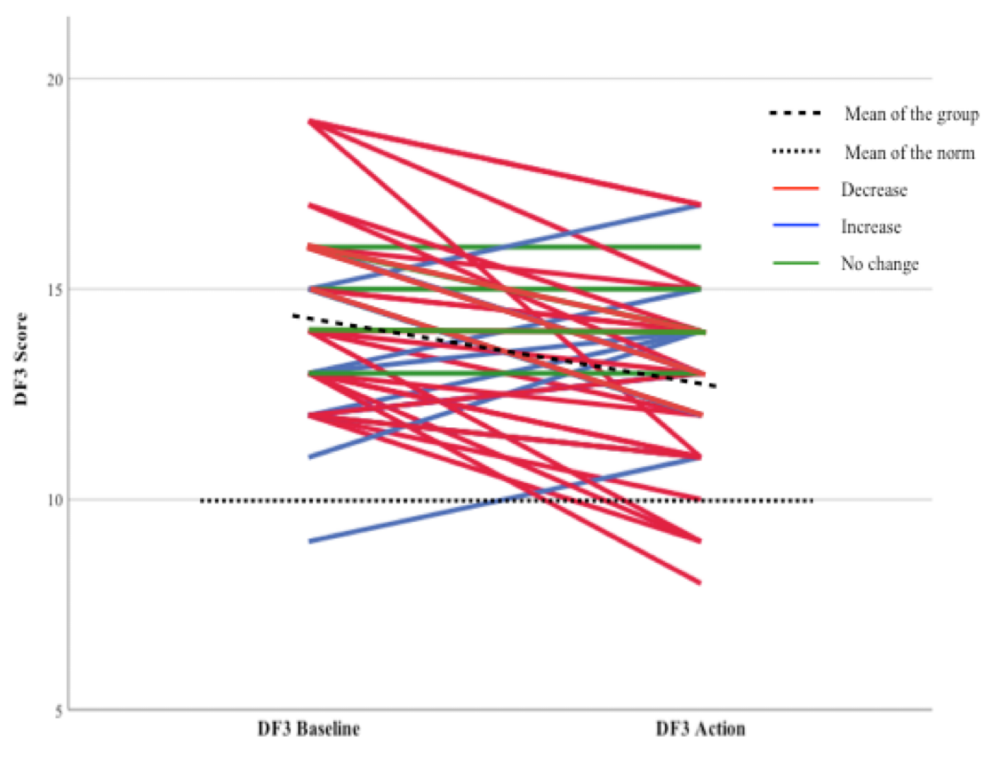 20
15
10
5
DF3 Score
DF3 Baseline
DF3 Action
Mean of the group
Mean of the norm
Decrease
Increase
No change